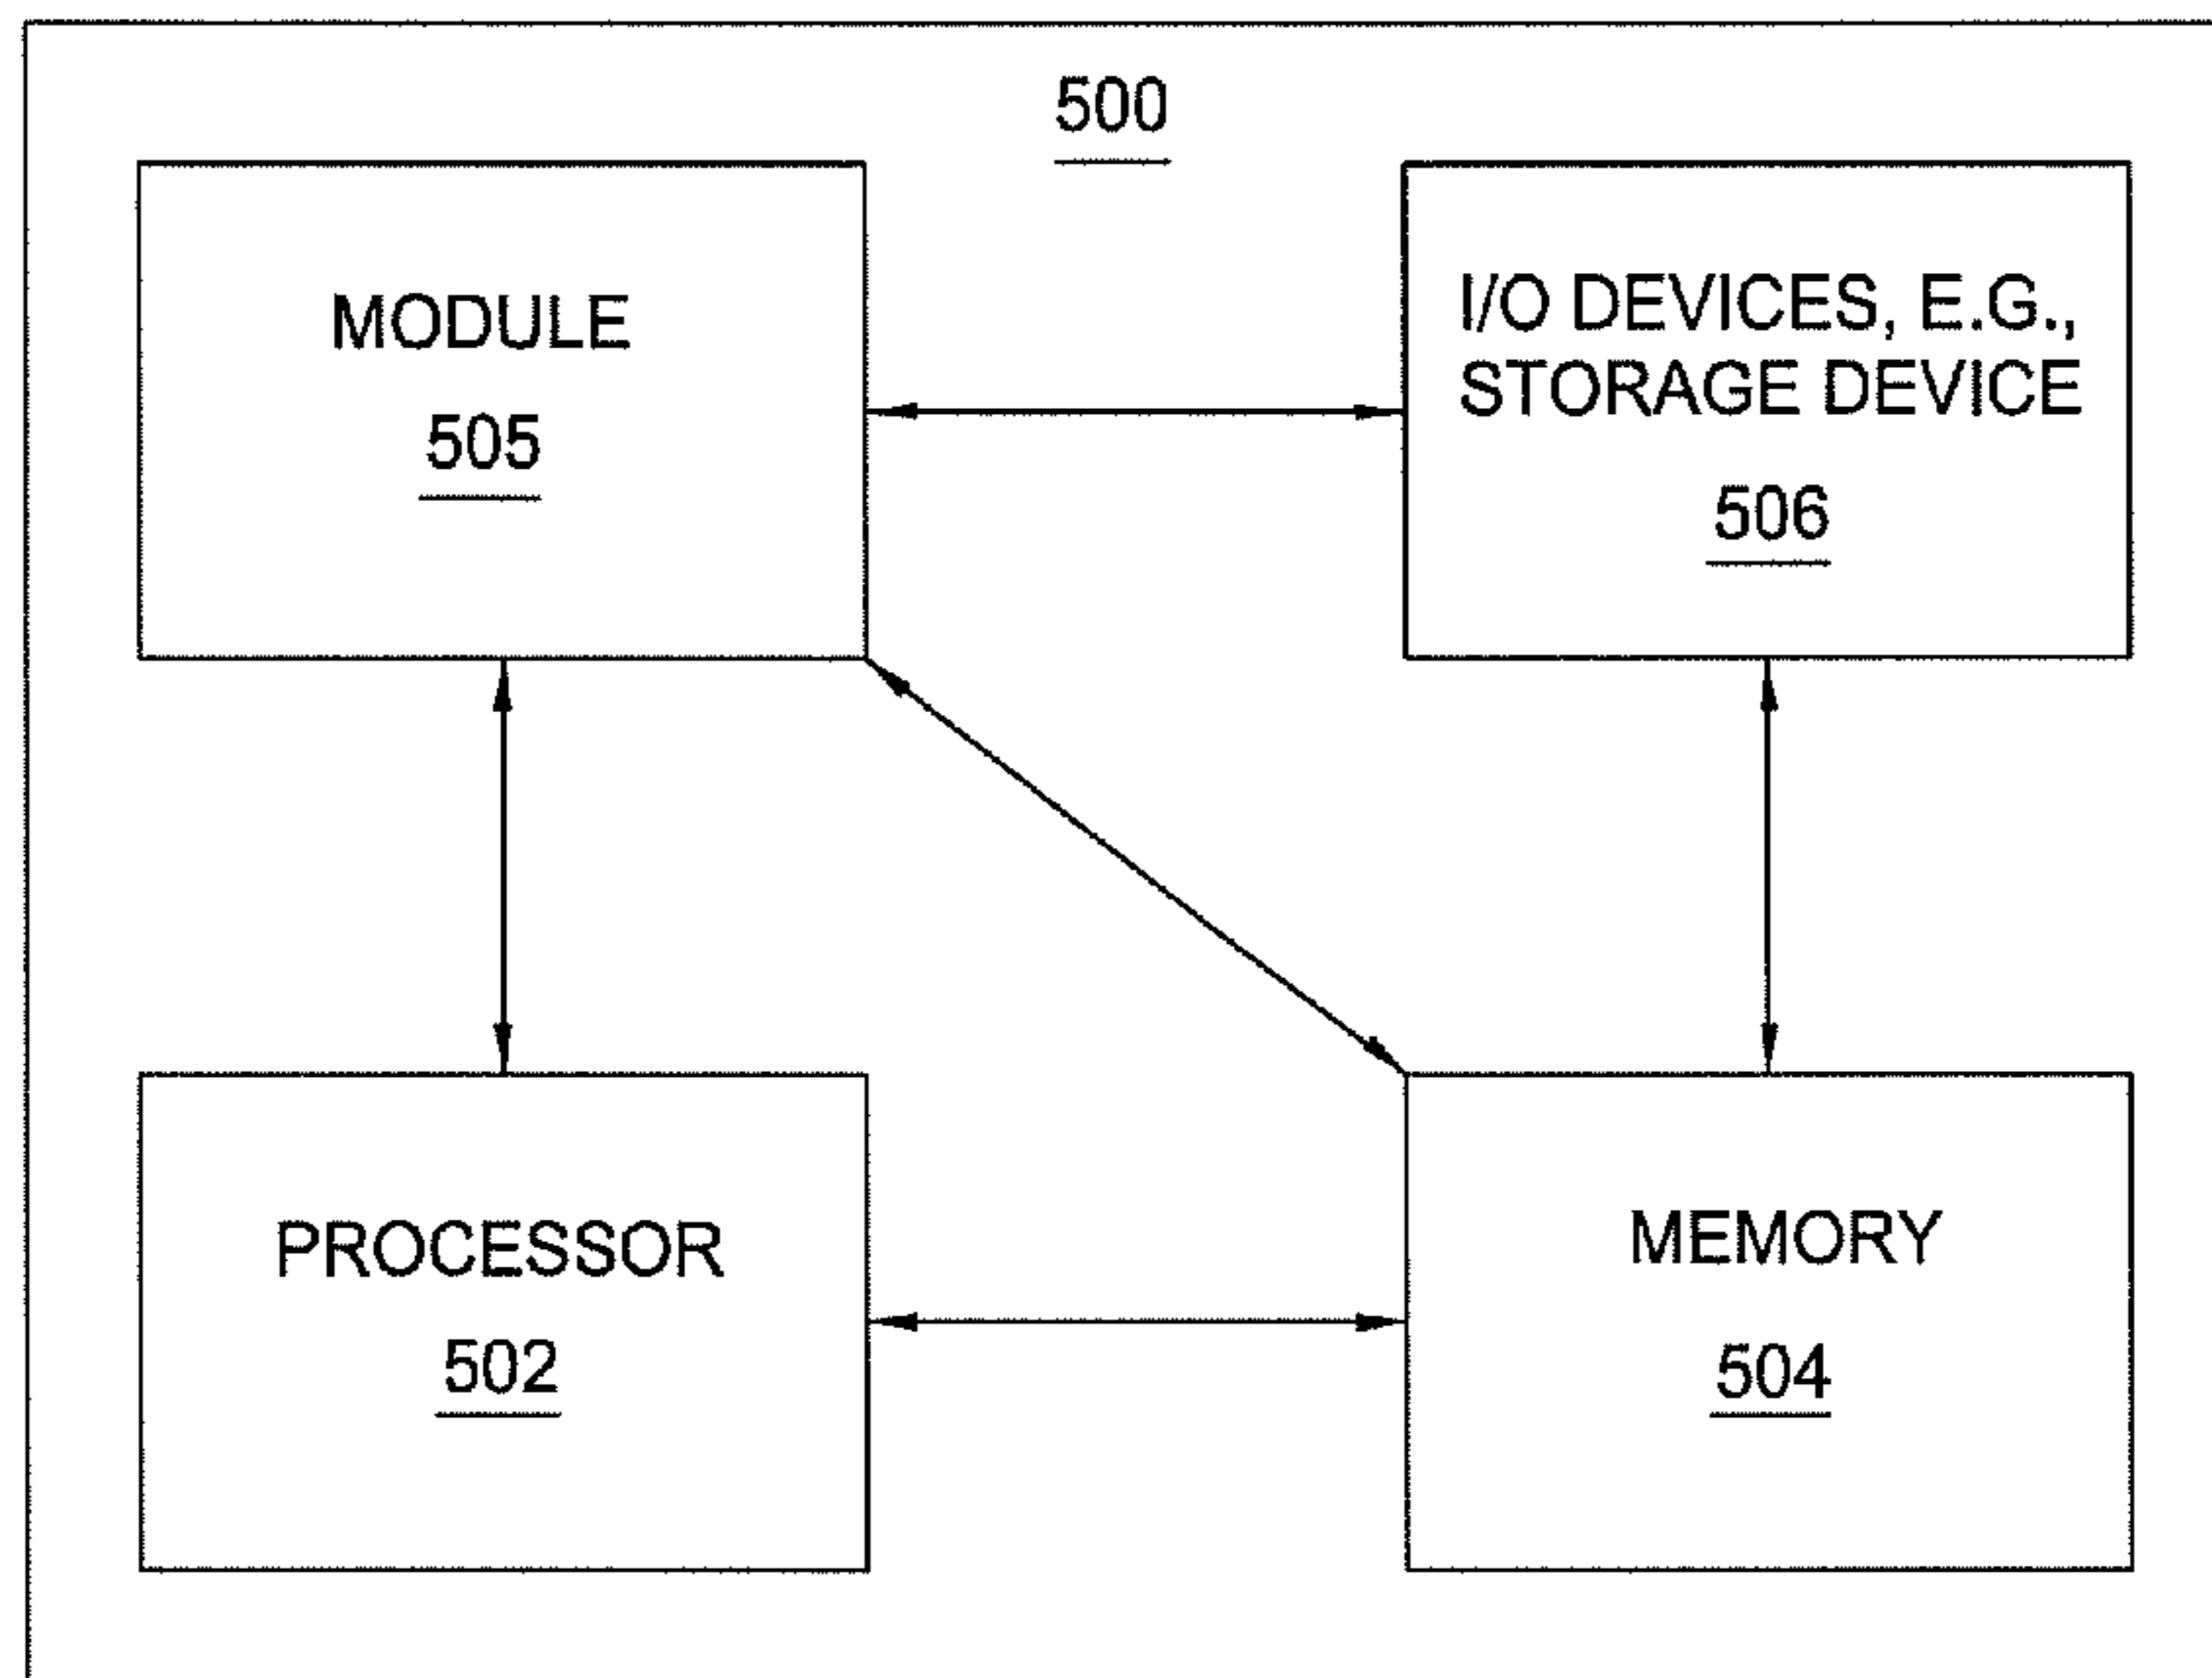 500
MODULE
505
I/O DEVICES, E.G.,
STORAGE DEVICE
506
PROCESSOR
502
MEMORY
504